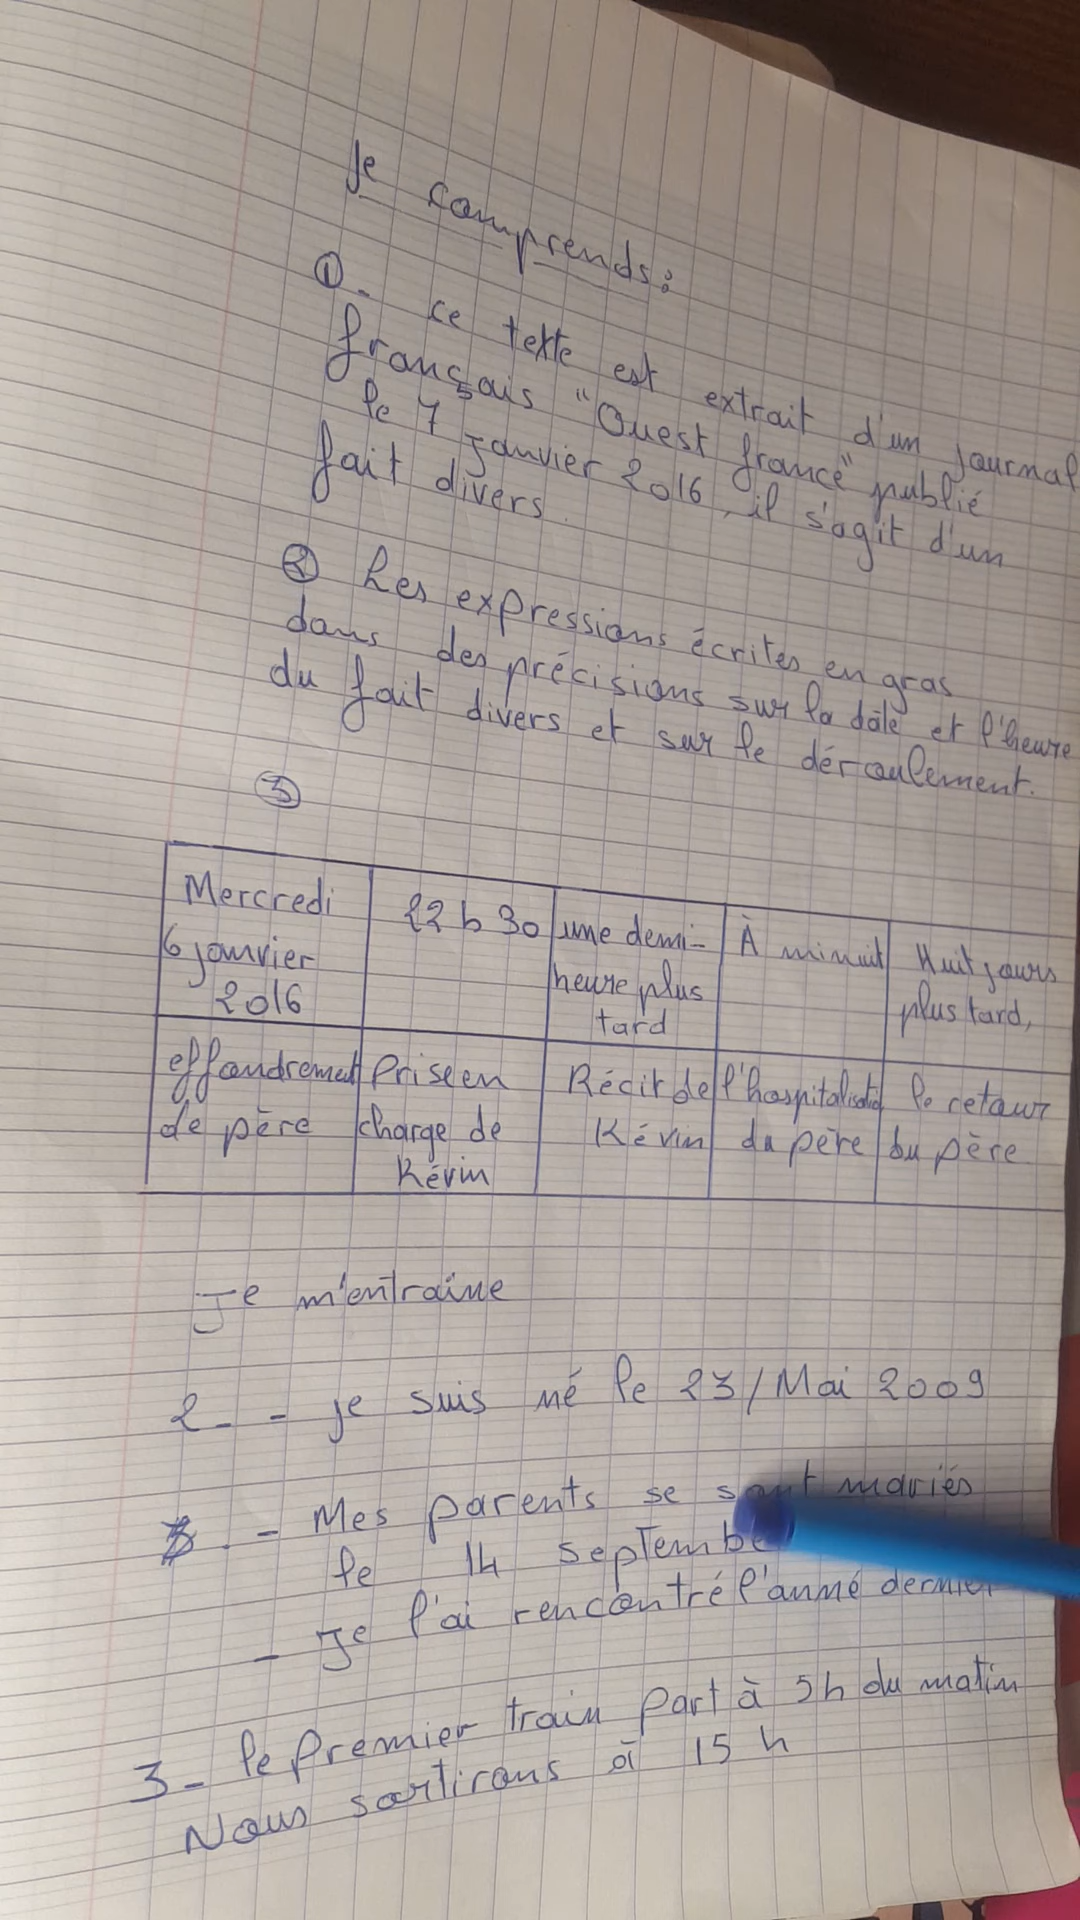 Je comprends:
①- ce texte est extrait d'un journal
français "Ouest france" publié
le 7 janvier 2016, il s'agit d'un
fait divers.
② Les expressions écrites en gras
dans des précisions sur la date et l'heure
du fait divers et sur le déroulement.
③
Mercredi 22 h 30 une demi- À minuit Huit jours
6 janvier heure plus plus tard,
2016 tard
effondrement Prise en Récit de l'hospitalisation le retour
de père charge de Kévin du père du père
Kévin
Je m'entraine
2- - je suis né le 23/Mai 2009
- Mes parents se sont mariés
le 14 septembe
- Je l'ai rencontré l'anmé dernier
3- le premier train part à 5h du matin
Nous sortirons à 15 h